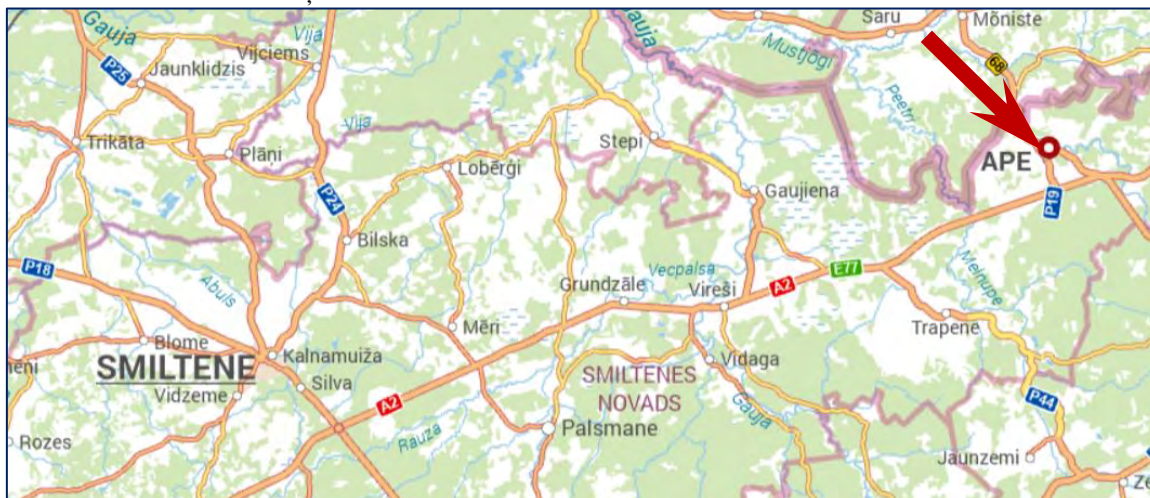 Gauja
Vija
Vijciems
P25
Jaunklidzis
Trikāta
Plāņi
Vija
P24
Lobērģi
Bilska
P18
Abuls
Blome
SMILTENE
Kalnamuiža
Silva
Vidzeme
Rozes
Mēri
A2
Rauza
Palsmane
Grundzāle
Vecpalsa
Vireši
A2
E77
Vidaga
SMILTENES
NOVADS
Gauja
Stepi
Gaujiena
Gauja
Mustjõgi
Saru
Mõniste
68
Peetri
APE
P19
Melnupe
Trapene
P44
Jaunzemi